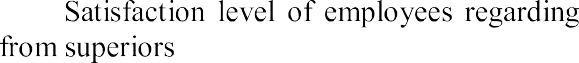 Satisfaction level of employees regarding
from superiors